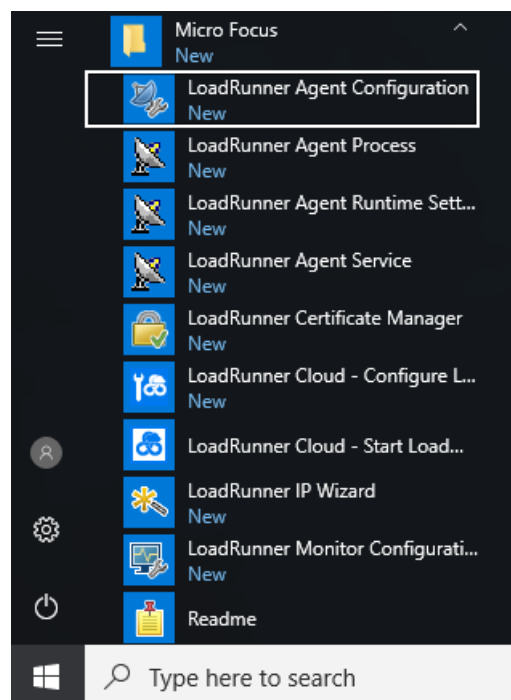 Micro Focus
New
LoadRunner Agent Configuration
New
LoadRunner Agent Process
New
LoadRunner Agent Runtime Sett...
New
LoadRunner Agent Service
New
LoadRunner Certificate Manager
New
LoadRunner Cloud - Configure L...
New
LoadRunner Cloud - Start Load...
LoadRunner IP Wizard
New
LoadRunner Monitor Configurati...
New
Readme
Type here to search